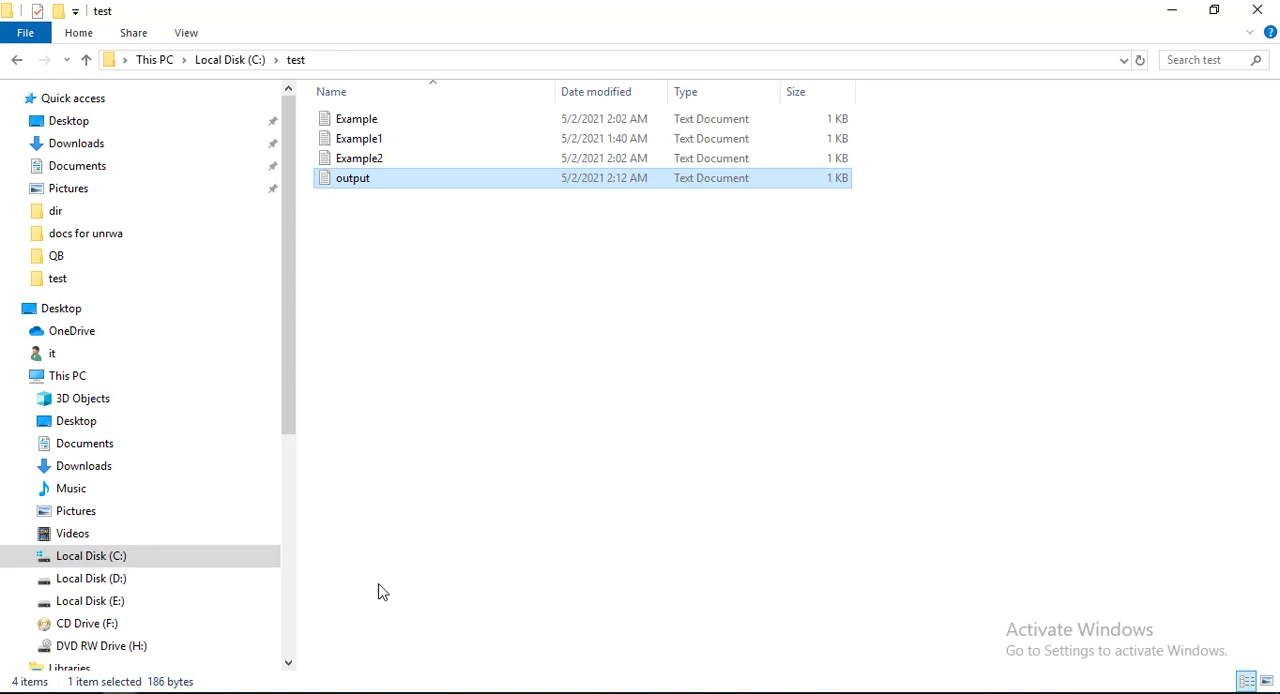 test
File Home Share View
This PC Local Disk (C:) test Search test
Quick access
Desktop
Downloads
Documents
Pictures
dir
docs for unrwa
QB
test
Desktop
OneDrive
it
This PC
3D Objects
Desktop
Documents
Downloads
Music
Pictures
Videos
Local Disk (C:)
Local Disk (D:)
Local Disk (E:)
CD Drive (F:)
DVD RW Drive (H:)
Libraries
Name Date modified Type Size
Example 5/2/2021 2:02 AM Text Document 1 KB
Example1 5/2/2021 1:40 AM Text Document 1 KB
Example2 5/2/2021 2:02 AM Text Document 1 KB
output 5/2/2021 2:12 AM Text Document 1 KB
Activate Windows
Go to Settings to activate Windows.
4 items 1 item selected 186 bytes